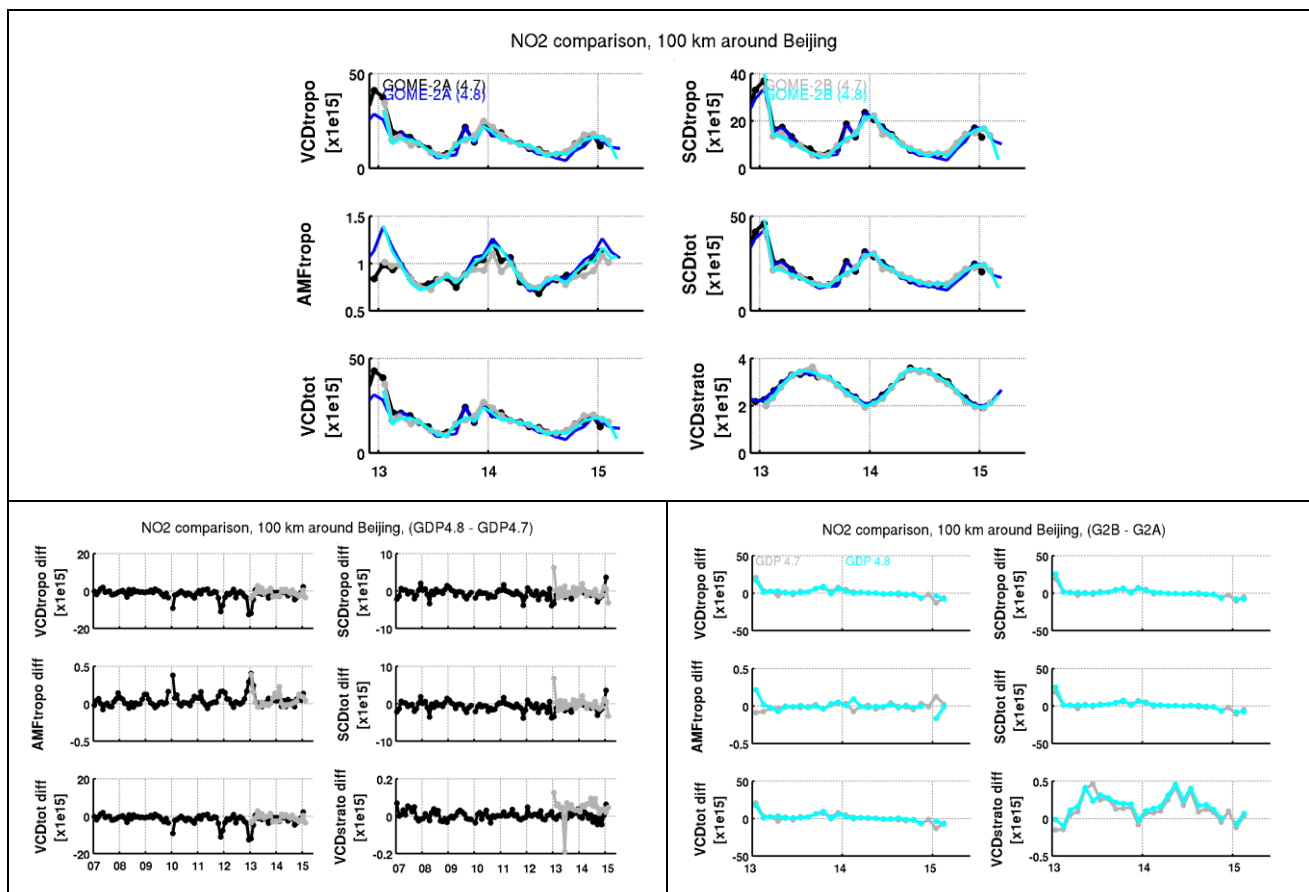 NO2 comparison, 100 km around Beijing
VCDtropo
[x1e15]
50
0
GOME-2A (4.7)
GOME-2A (4.8)
SCDtropo
[x1e15]
40
20
0
GOME-2B (4.7)
GOME-2B (4.8)
AMFtropo
1.5
1
0.5
SCDtot
[x1e15]
50
0
VCDtot
[x1e15]
50
0
13 14 15
VCDstrato
[x1e15]
4
2
0
13 14 15
NO2 comparison, 100 km around Beijing, (GDP4.8 - GDP4.7)
VCDtropo diff
[x1e15]
20
0
-20
SCDtropo diff
[x1e15]
10
0
-10
AMFtropo diff
0.5
0
-0.5
SCDtot diff
[x1e15]
10
0
-10
VCDtot diff
[x1e15]
20
0
-20
07 08 09 10 11 12 13 14 15
VCDstrato diff
[x1e15]
0.2
0
-0.2
07 08 09 10 11 12 13 14 15
NO2 comparison, 100 km around Beijing, (G2B - G2A)
VCDtropo diff
[x1e15]
50
0
-50
GDP 4.7
GDP 4.8
SCDtropo diff
[x1e15]
50
0
-50
AMFtropo diff
0.5
0
-0.5
SCDtot diff
[x1e15]
50
0
-50
VCDtot diff
[x1e15]
50
0
-50
13 14 15
VCDstrato diff
[x1e15]
0.5
0
-0.5
13 14 15